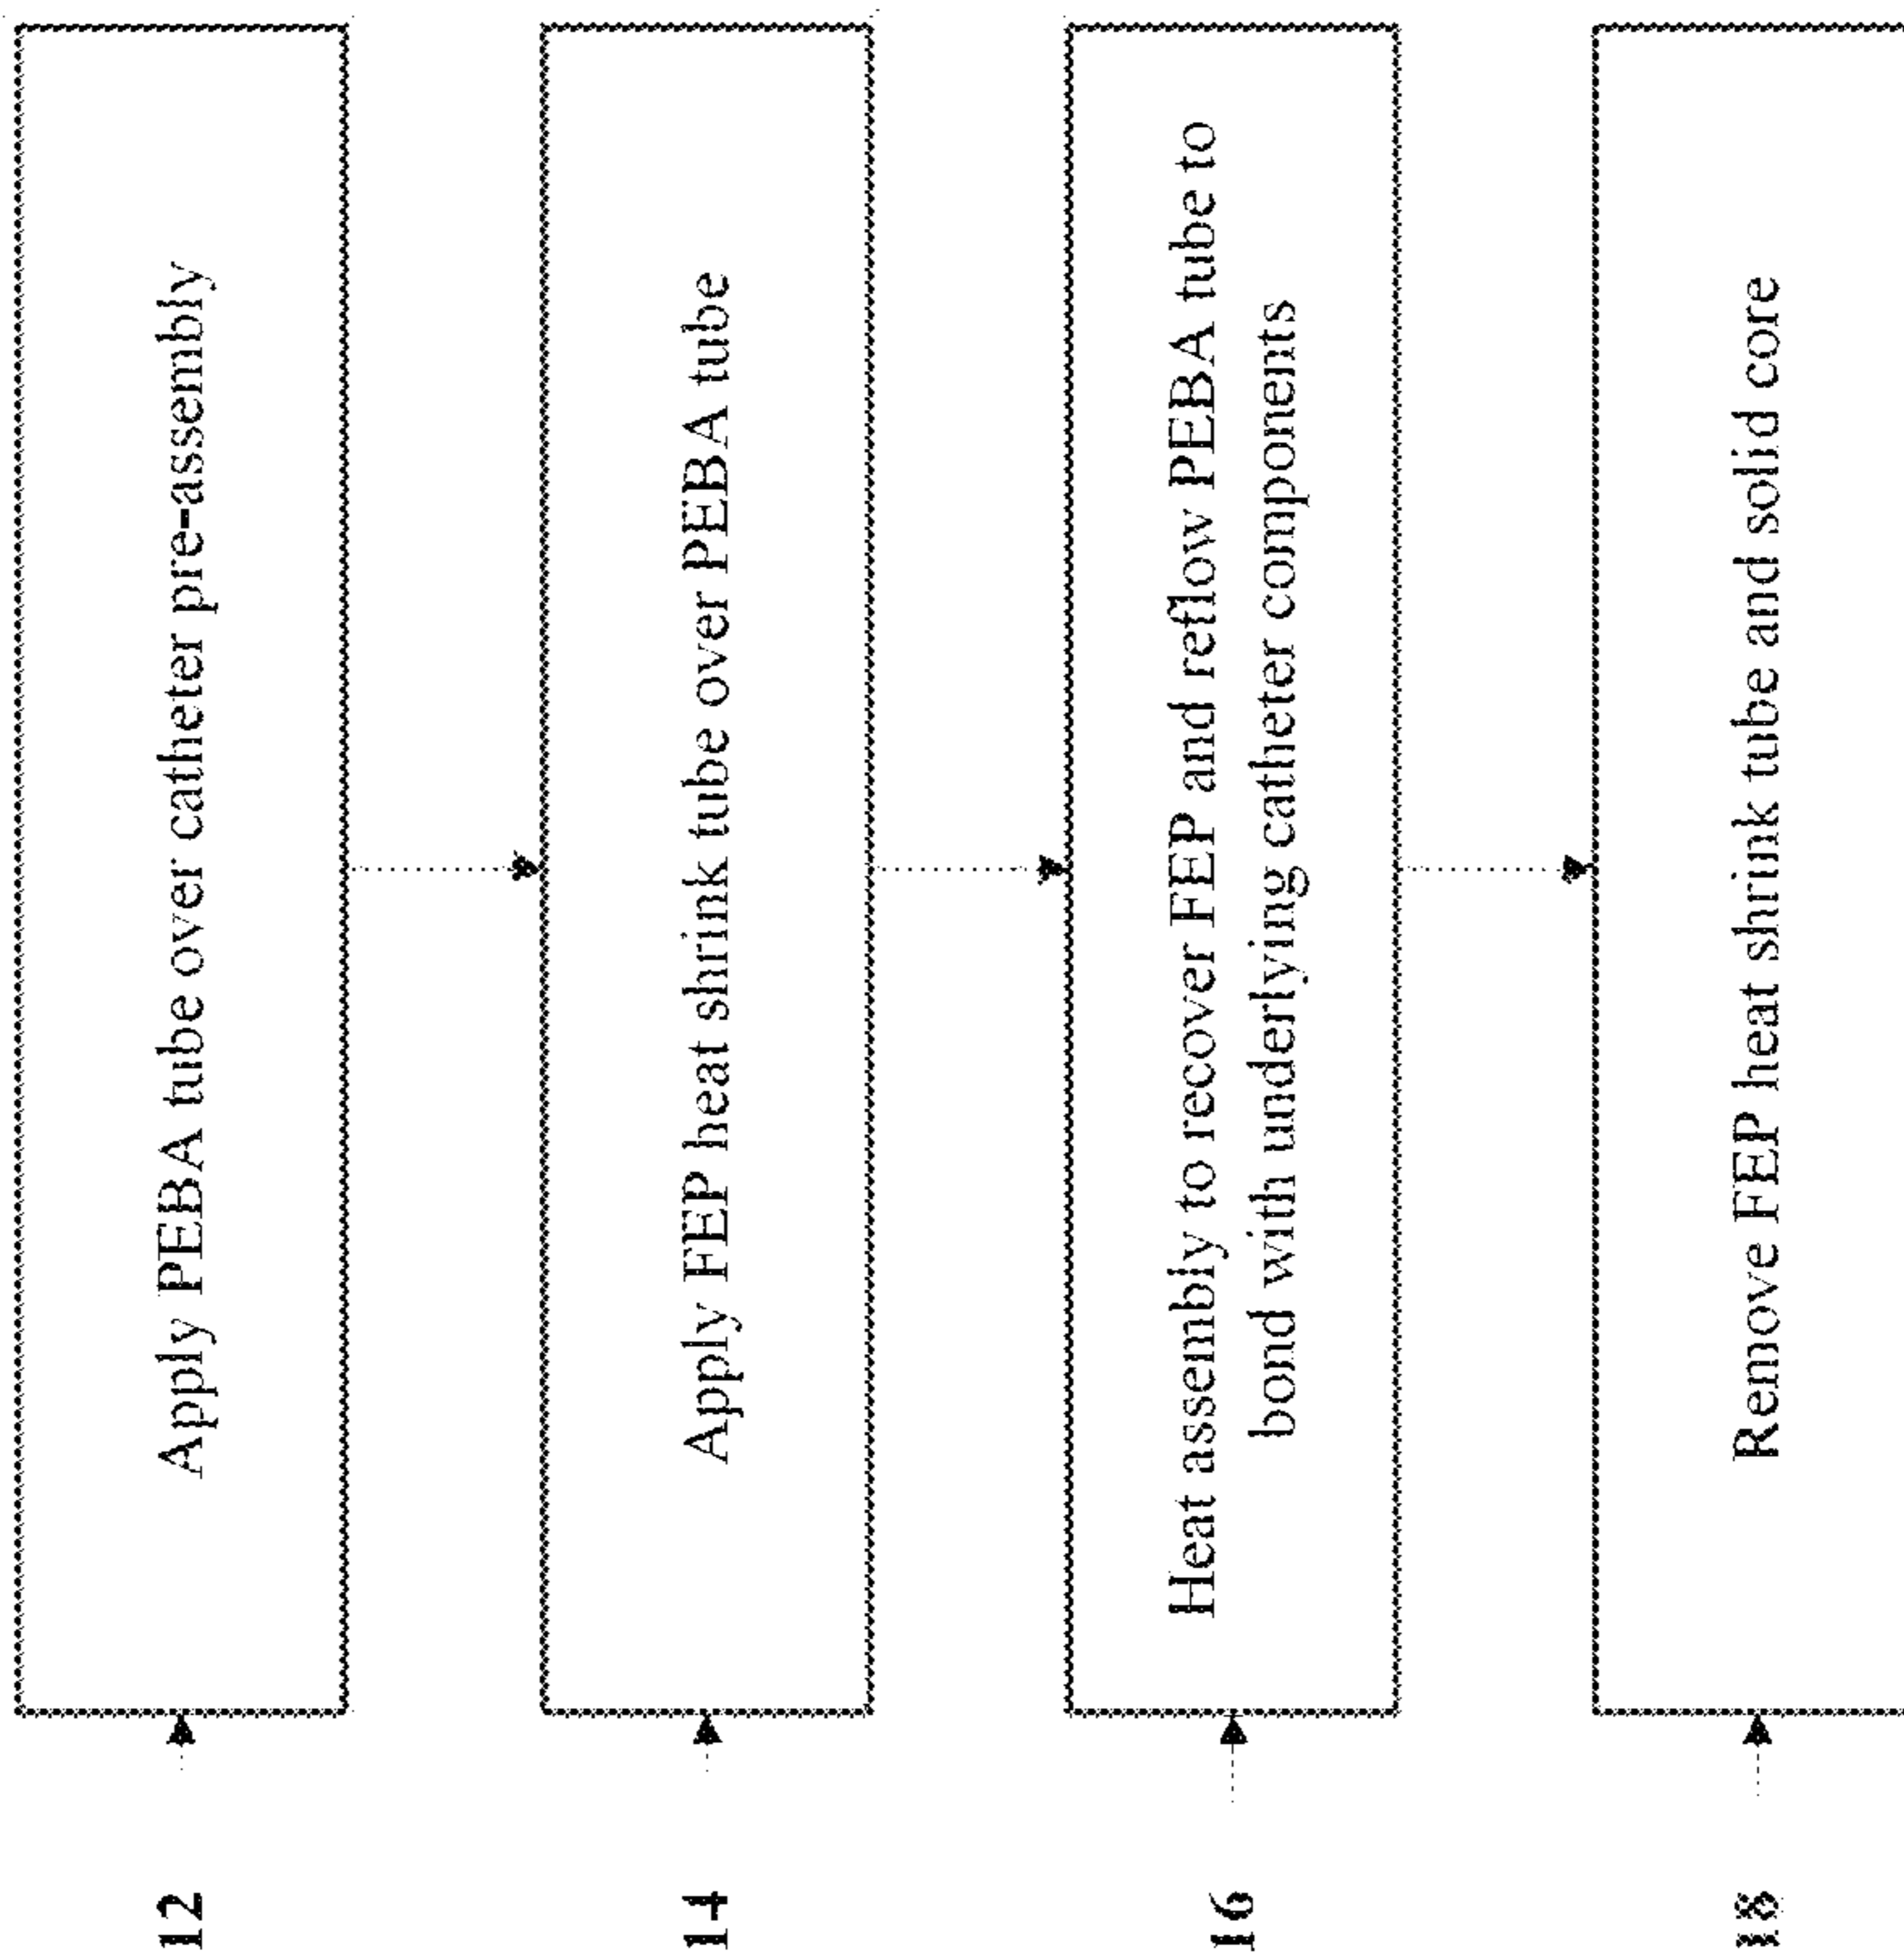 12
Apply PEBA tube over catheter pre-assembly
14
Apply FEP heat shrink tube over PEBA tube
16
Heat assembly to recover FEP and reflow PEBA tube to
bond with underlying catheter components
18
Remove FEP heat shrink tube and solid core